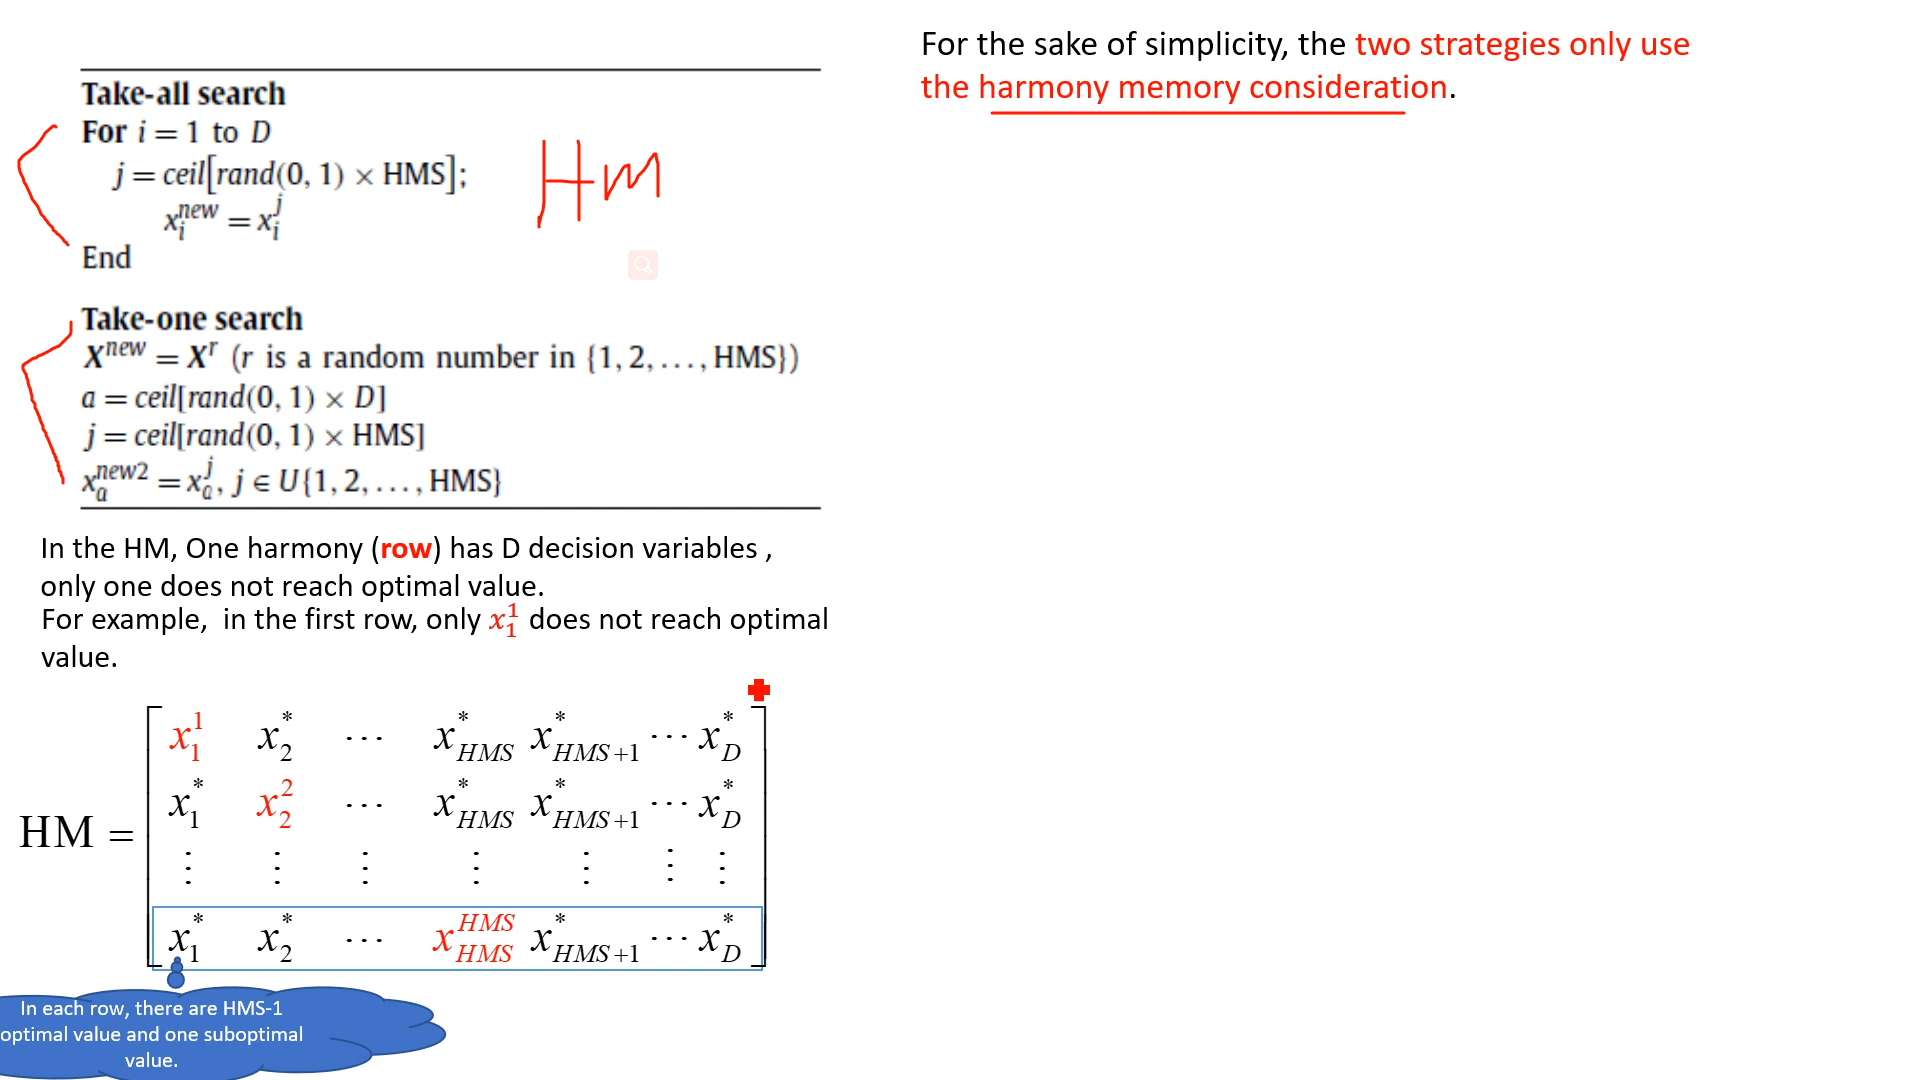 Take-all search
For i = 1 to D
j = ceil[rand(0, 1) × HMS];
x_i^new = x_i^j
End
Hm
Take-one search
X^new = X^r (r is a random number in {1, 2, ..., HMS})
a = ceil[rand(0, 1) × D]
j = ceil[rand(0, 1) × HMS]
x_a^new2 = x_a^j, j ∈ U{1, 2, ..., HMS}
In the HM, One harmony (row) has D decision variables ,
only one does not reach optimal value.
For example, in the first row, only x_1^1 does not reach optimal
value.
x_1^1 x_2^* ⋯ x_HMS^* x_HMS+1^* ⋯ x_D^*
x_1^* x_2^2 ⋯ x_HMS^* x_HMS+1^* ⋯ x_D^*
HM =
⋮ ⋮ ⋮ ⋮ ⋮ ⋮ ⋮
x_1^* x_2^* ⋯ x_HMS^HMS x_HMS+1^* ⋯ x_D^*
In each row, there are HMS-1
optimal value and one suboptimal
value.
For the sake of simplicity, the two strategies only use
the harmony memory consideration.